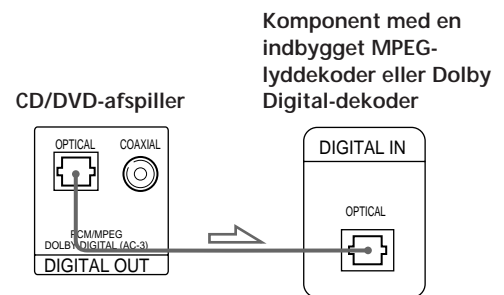 Komponent med en
indbygget MPEG-
lyddekoder eller Dolby
Digital-dekoder
CD/DVD-afspiller
OPTICAL COAXIAL
PCM/MPEG
DOLBY DIGITAL (AC-3)
DIGITAL OUT
DIGITAL IN
OPTICAL